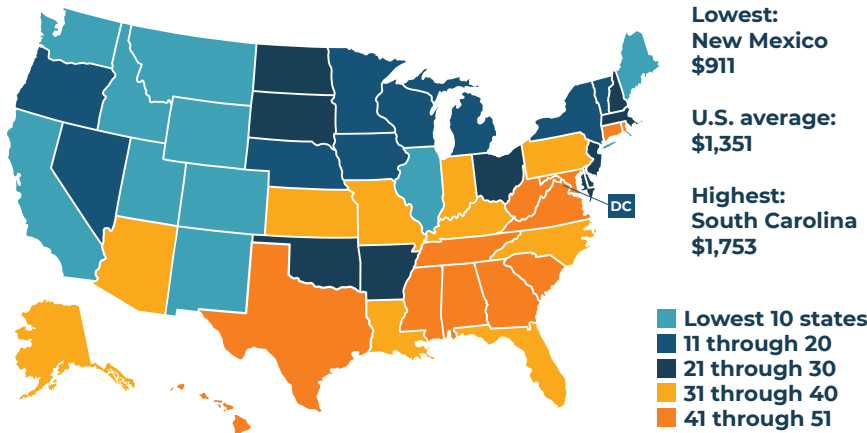 Lowest:
New Mexico
$911
U.S. average:
$1,351
Highest:
South Carolina
$1,753
DC
Lowest 10 states
11 through 20
21 through 30
31 through 40
41 through 51